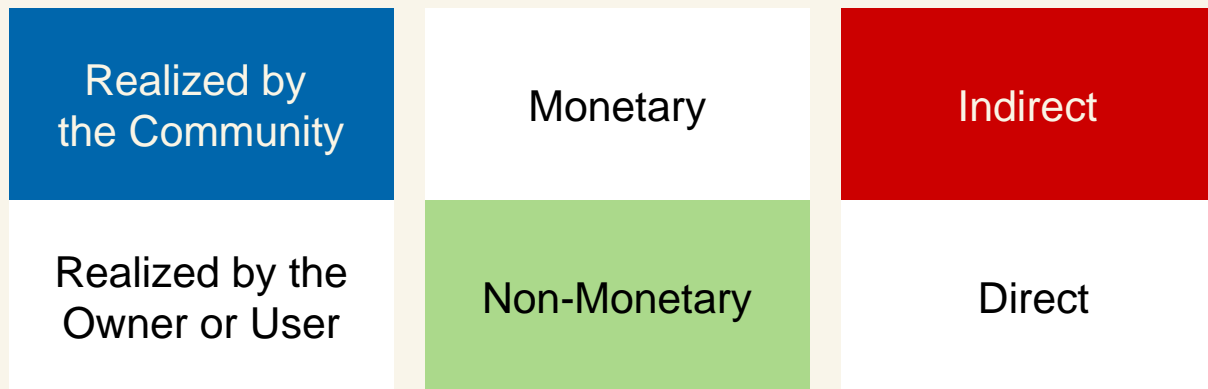 Realized by
the Community
Monetary
Indirect
Realized by the
Owner or User
Non-Monetary
Direct